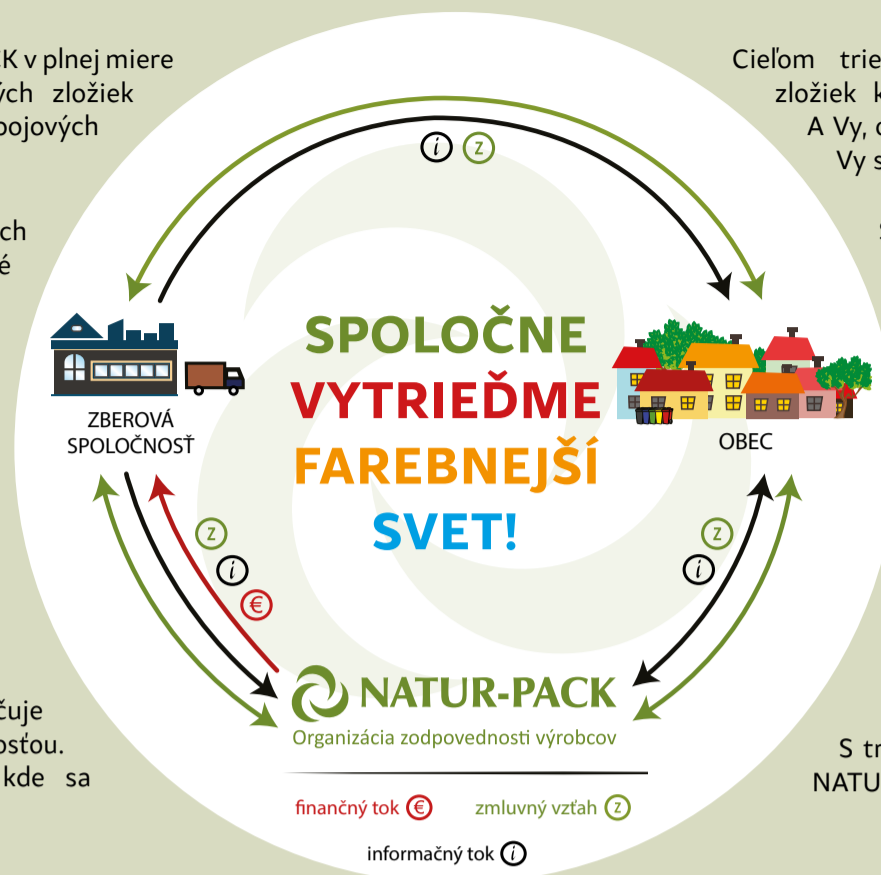 K v plnej miere
ých zložiek
pojových
ch
é
Cieľom trie
zložiek k
A Vy, o
Vy s
S
i z
SPOLOČNE
VYTRIEĎME
FAREBNEJŠÍ
SVET!
ZBEROVÁ
SPOLOČNOSŤ
OBEC
z
i
€
z
i
NATUR-PACK
Organizácia zodpovednosti výrobcov
finančný tok € zmluvný vzťah z
informačný tok i
čuje
osťou.
kde sa
S tr
NATU